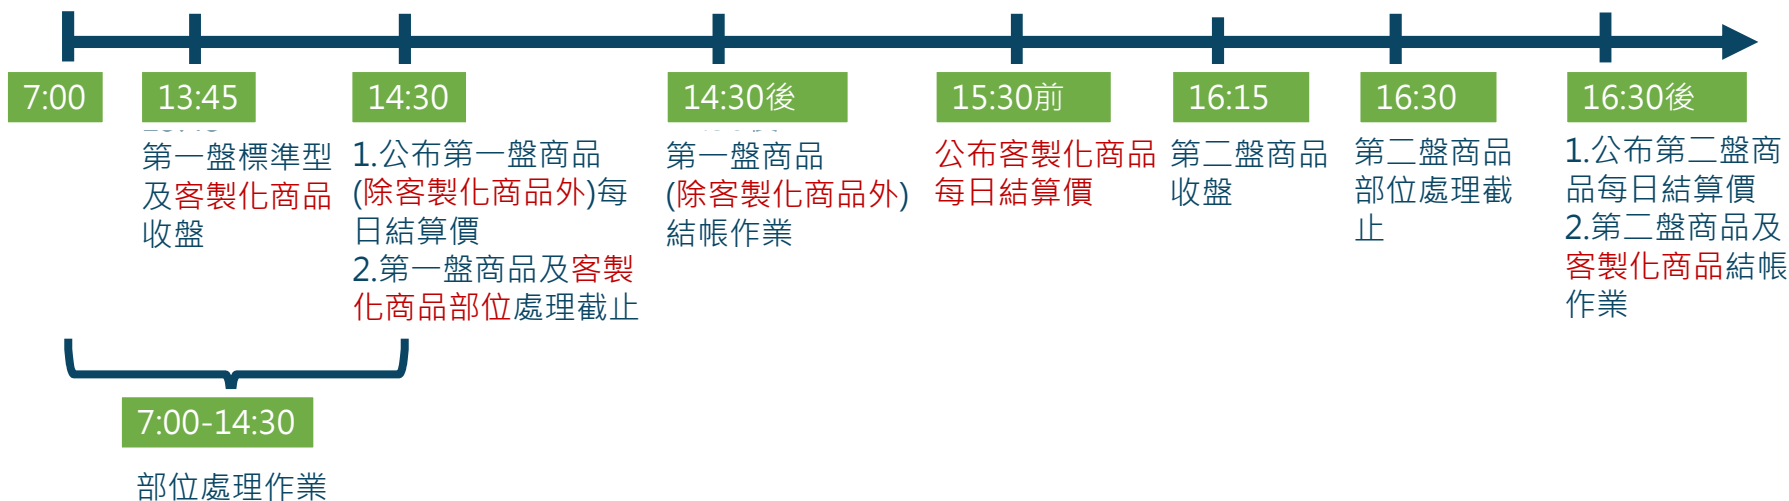 7:00
13:45
第一盤標準型
及客製化商品
收盤
14:30
1.公布第一盤商品
(除客製化商品外)每
日結算價
2.第一盤商品及客製
化商品部位處理截止
14:30後
第一盤商品
(除客製化商品外)
結帳作業
15:30前
公布客製化商品
每日結算價
16:15
第二盤商品
收盤
16:30
第二盤商品
部位處理截
止
16:30後
1.公布第二盤商
品每日結算價
2.第二盤商品及
客製化商品結帳
作業
7:00-14:30
部位處理作業